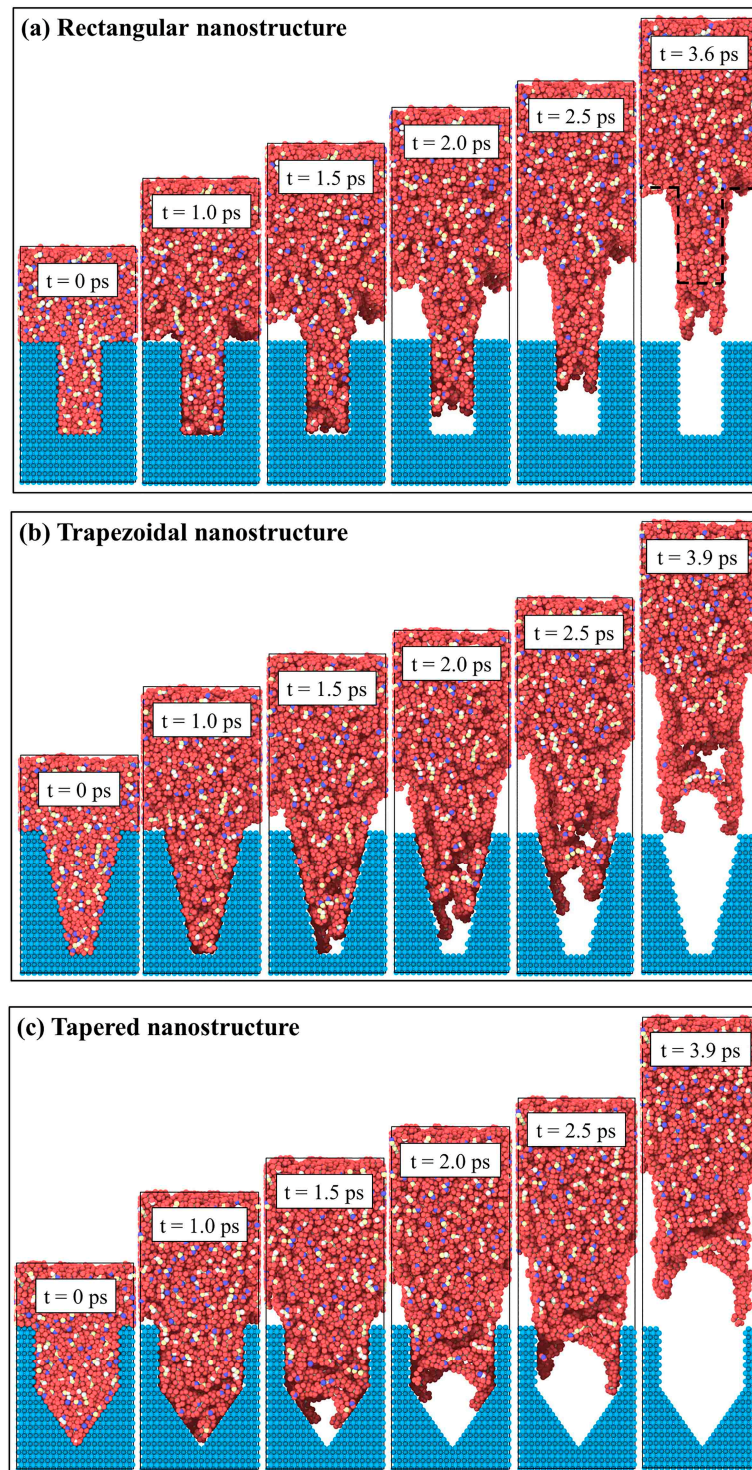 (a) Rectangular nanostructure
t = 0 ps
t = 1.0 ps
t = 1.5 ps
t = 2.0 ps
t = 2.5 ps
t = 3.6 ps
(b) Trapezoidal nanostructure
t = 0 ps
t = 1.0 ps
t = 1.5 ps
t = 2.0 ps
t = 2.5 ps
t = 3.9 ps
(c) Tapered nanostructure
t = 0 ps
t = 1.0 ps
t = 1.5 ps
t = 2.0 ps
t = 2.5 ps
t = 3.9 ps